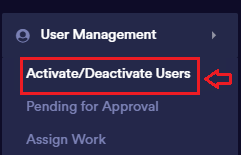 User Management
Activate/Deactivate Users
Pending for Approval
Assign Work